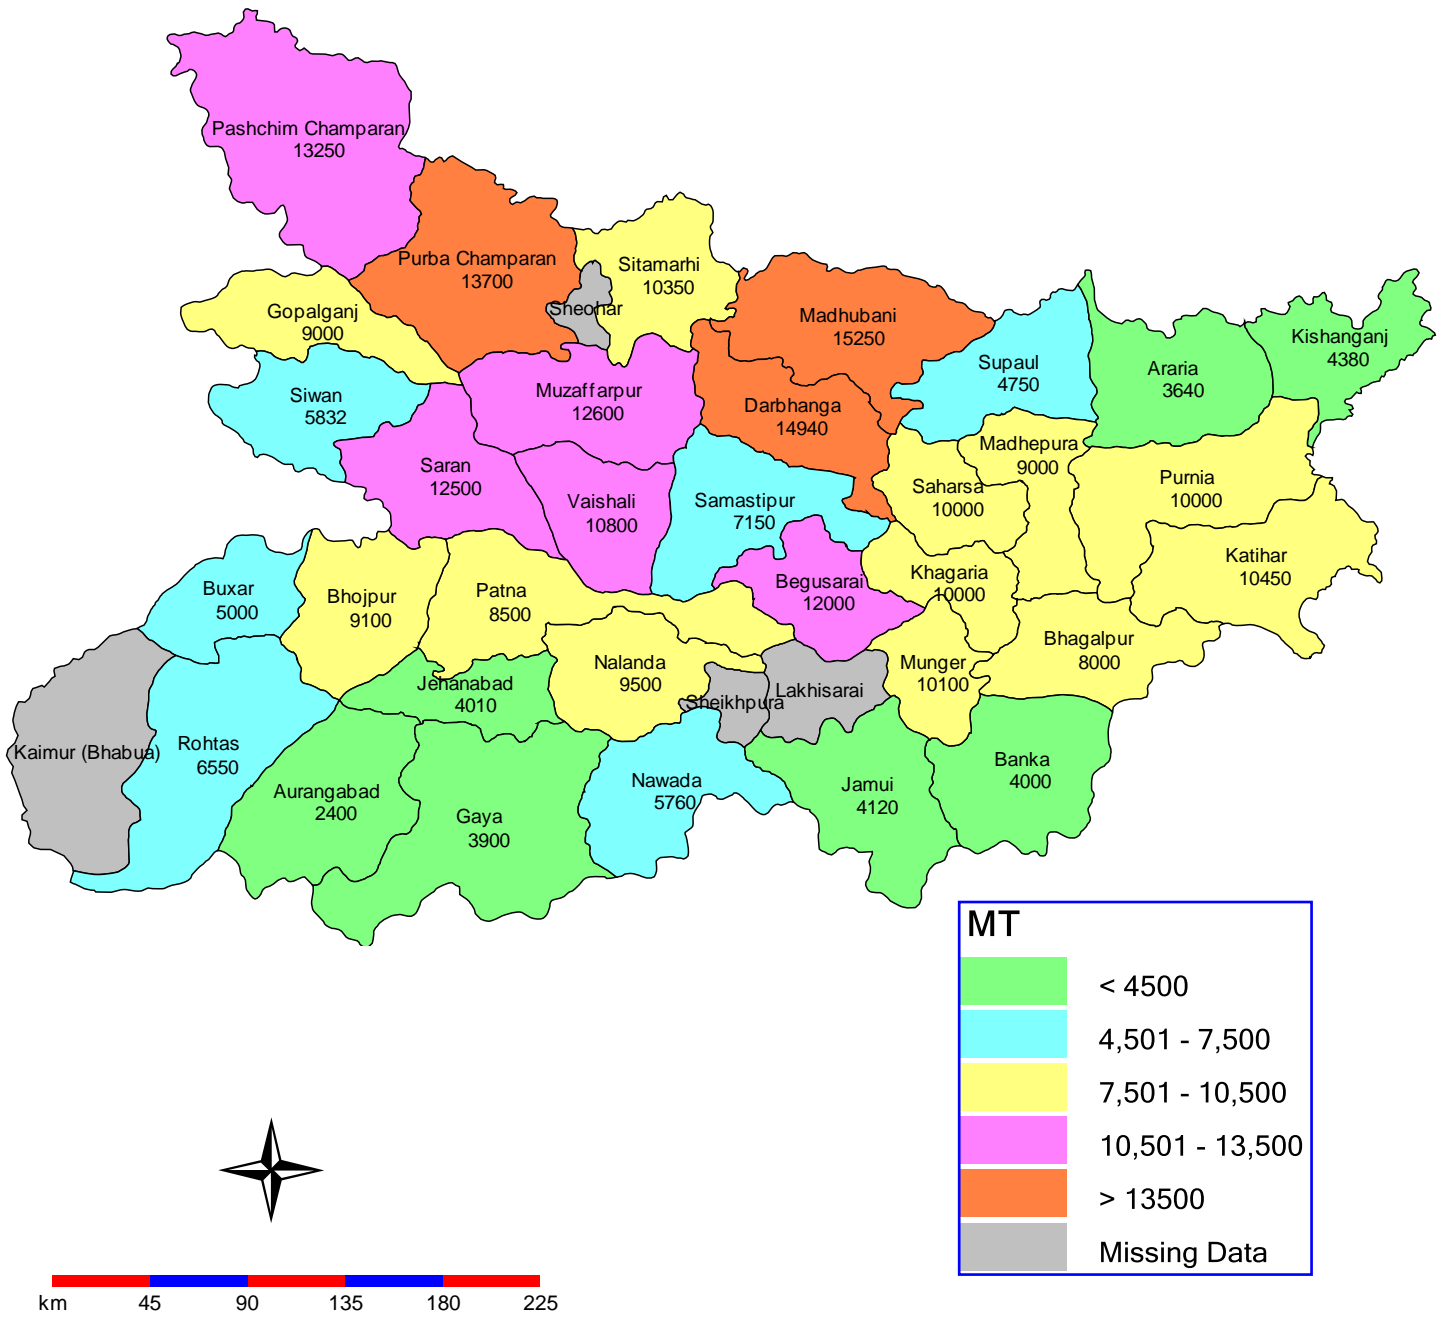 Pashchim Champaran
13250
Purba Champaran
13700
Sitamarhi
10350
Sheohar
Gopalganj
9000
Madhubani
15250
Kishanganj
4380
Supaul
4750
Araria
3640
Siwan
5832
Muzaffarpur
12600
Darbhanga
14940
Madhepura
9000
Saran
12500
Vaishali
10800
Samastipur
7150
Saharsa
10000
Purnia
10000
Katihar
10450
Buxar
5000
Bhojpur
9100
Patna
8500
Begusarai
12000
Khagaria
10000
Bhagalpur
8000
Nalanda
9500
Munger
10100
Jehanabad
4010
Sheikhpura
Lakhisarai
Kaimur (Bhabua)
Rohtas
6550
Aurangabad
2400
Gaya
3900
Nawada
5760
Jamui
4120
Banka
4000
MT
< 4500
4,501 - 7,500
7,501 - 10,500
10,501 - 13,500
> 13500
Missing Data
km 45 90 135 180 225